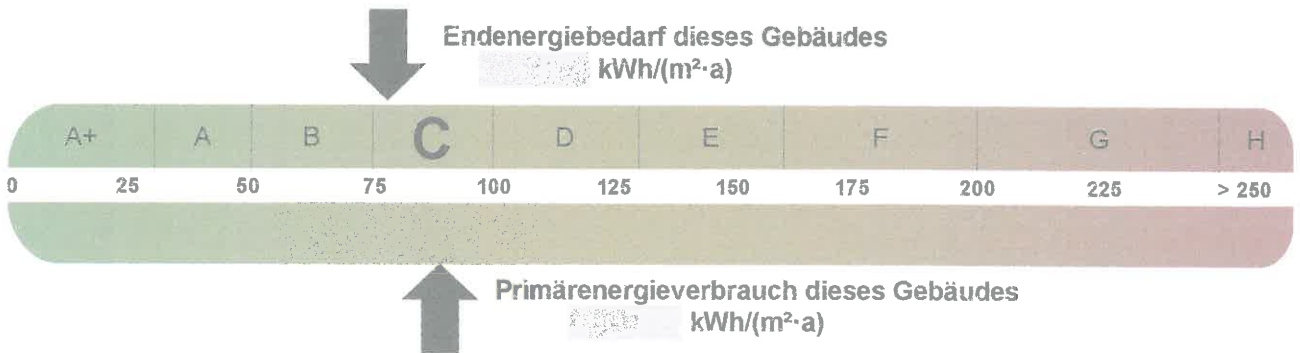 Endenergiebedarf dieses Gebäudes
kWh/(m²·a)
A+ A B C D E F G H
0 25 50 75 100 125 150 175 200 225 > 250
Primärenergieverbrauch dieses Gebäudes
kWh/(m²·a)